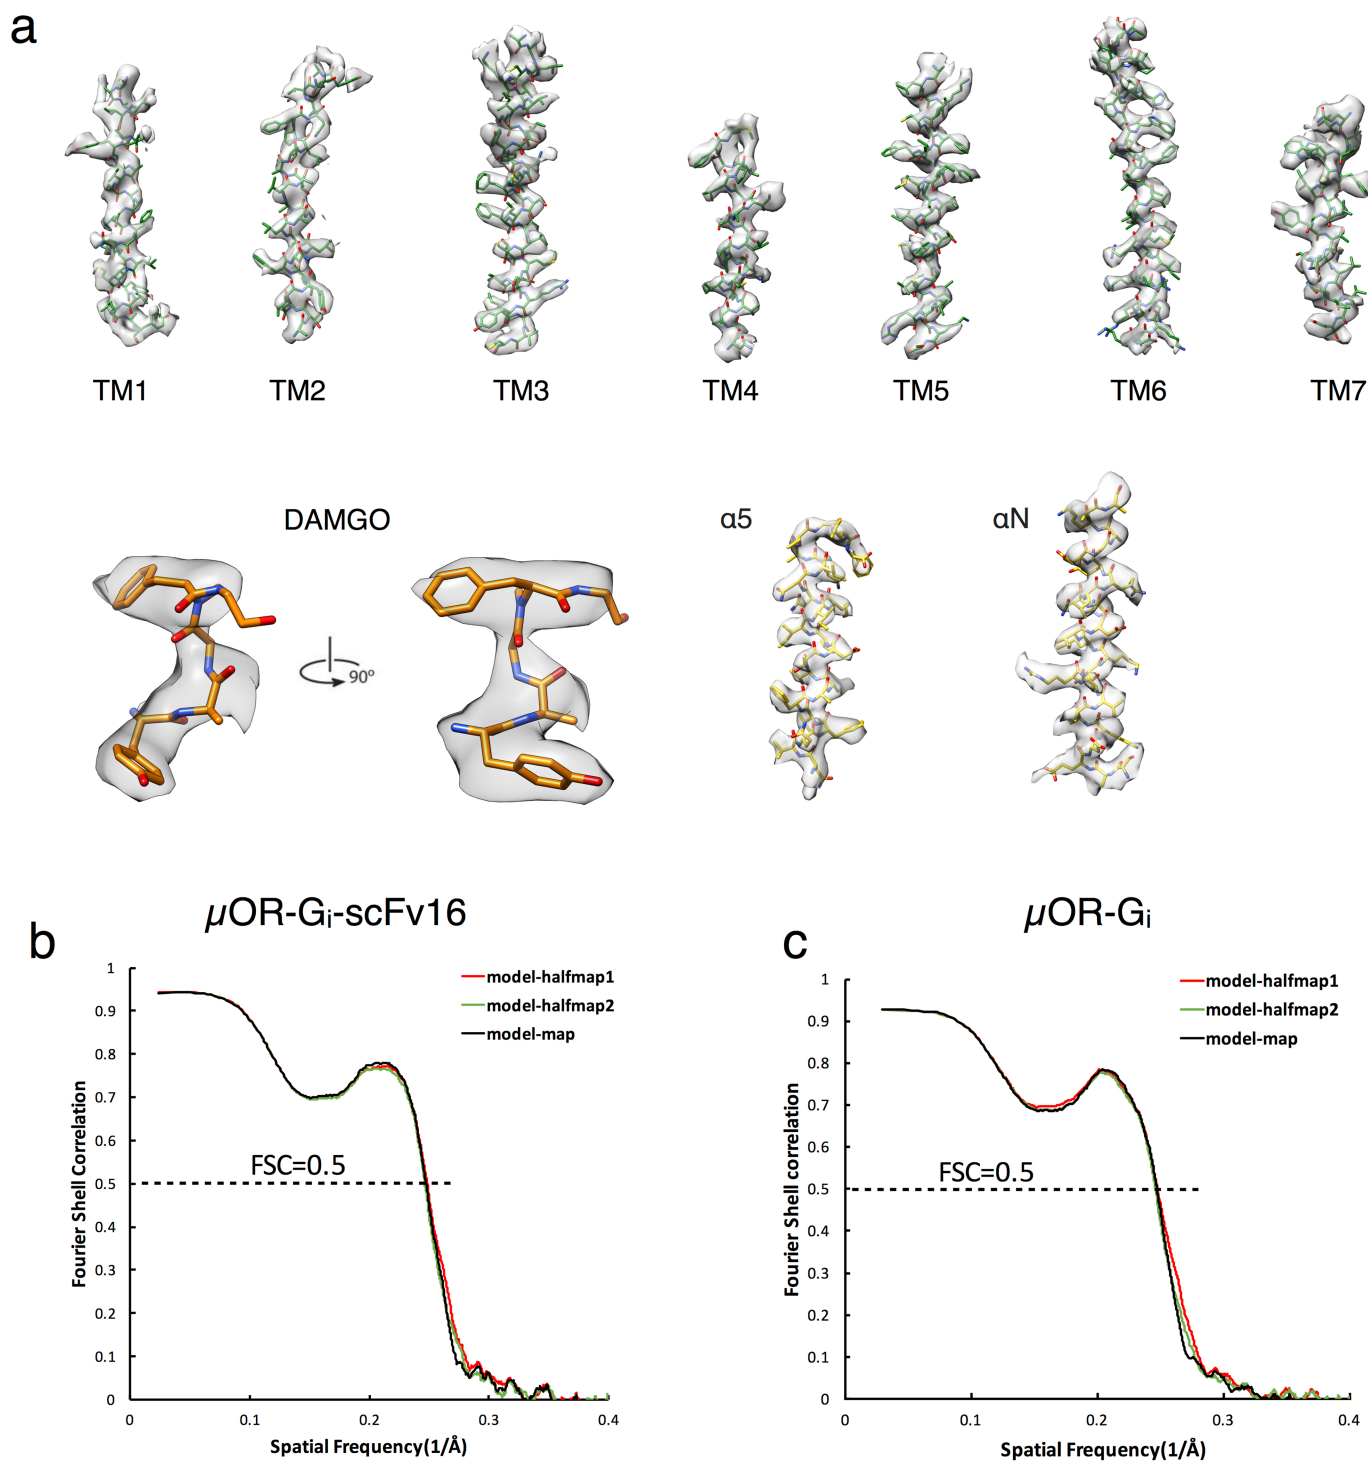 a
TM1 TM2 TM3 TM4 TM5 TM6 TM7
DAMGO
α5
αN
90°
b
µOR-Gi-scFv16
1
0.9
0.8
0.7
0.6
0.5
0.4
0.3
0.2
0.1
0
Fourier Shell Correlation
model-halfmap1
model-halfmap2
model-map
FSC=0.5
0 0.1 0.2 0.3 0.4
Spatial Frequency(1/Å)
c
µOR-Gi
1
0.9
0.8
0.7
0.6
0.5
0.4
0.3
0.2
0.1
0
Fourier Shell correlation
model-halfmap1
model-halfmap2
model-map
FSC=0.5
0 0.1 0.2 0.3 0.4
Spatial Frequency(1/Å)